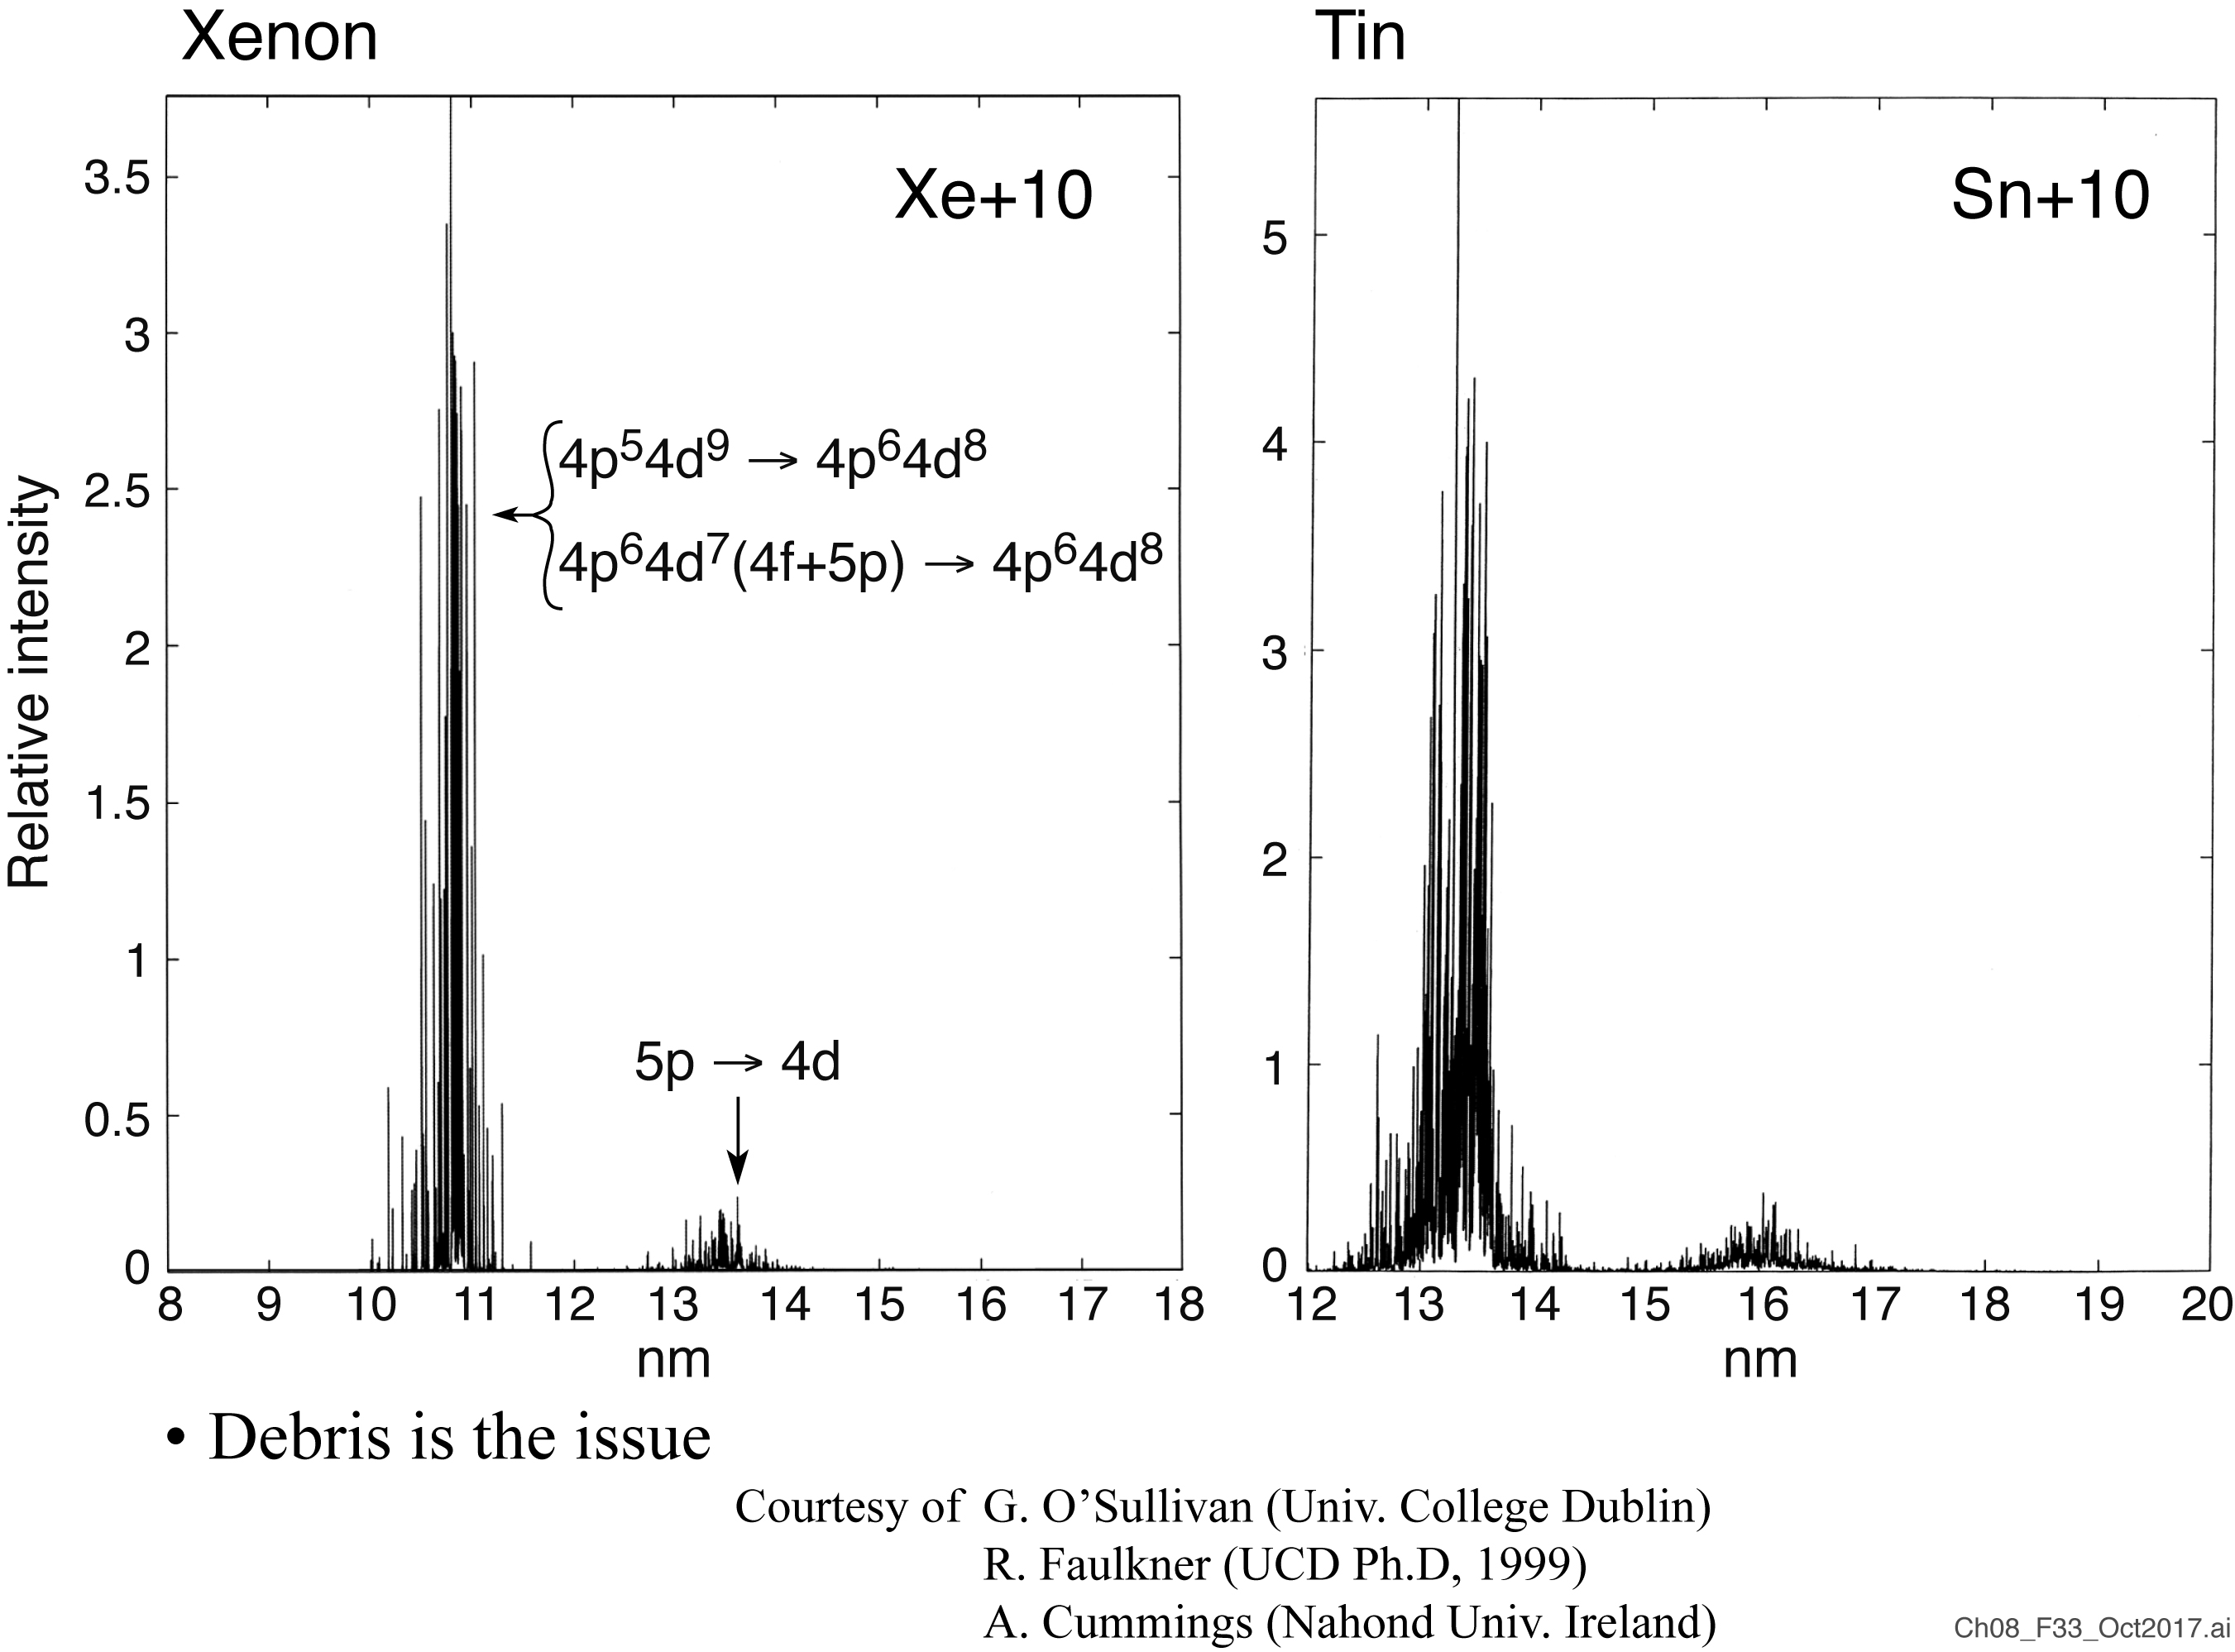 Xenon
Xe+10
Relative intensity
3.5
3
2.5
2
1.5
1
0.5
0
4p⁵4d⁹ → 4p⁶4d⁸
4p⁶4d⁷(4f+5p) → 4p⁶4d⁸
5p → 4d
8 9 10 11 12 13 14 15 16 17 18
nm
Tin
Sn+10
5
4
3
2
1
0
12 13 14 15 16 17 18 19 20
nm
• Debris is the issue
Courtesy of G. O’Sullivan (Univ. College Dublin)
R. Faulkner (UCD Ph.D, 1999)
A. Cummings (Nahond Univ. Ireland)
Ch08_F33_Oct2017.ai